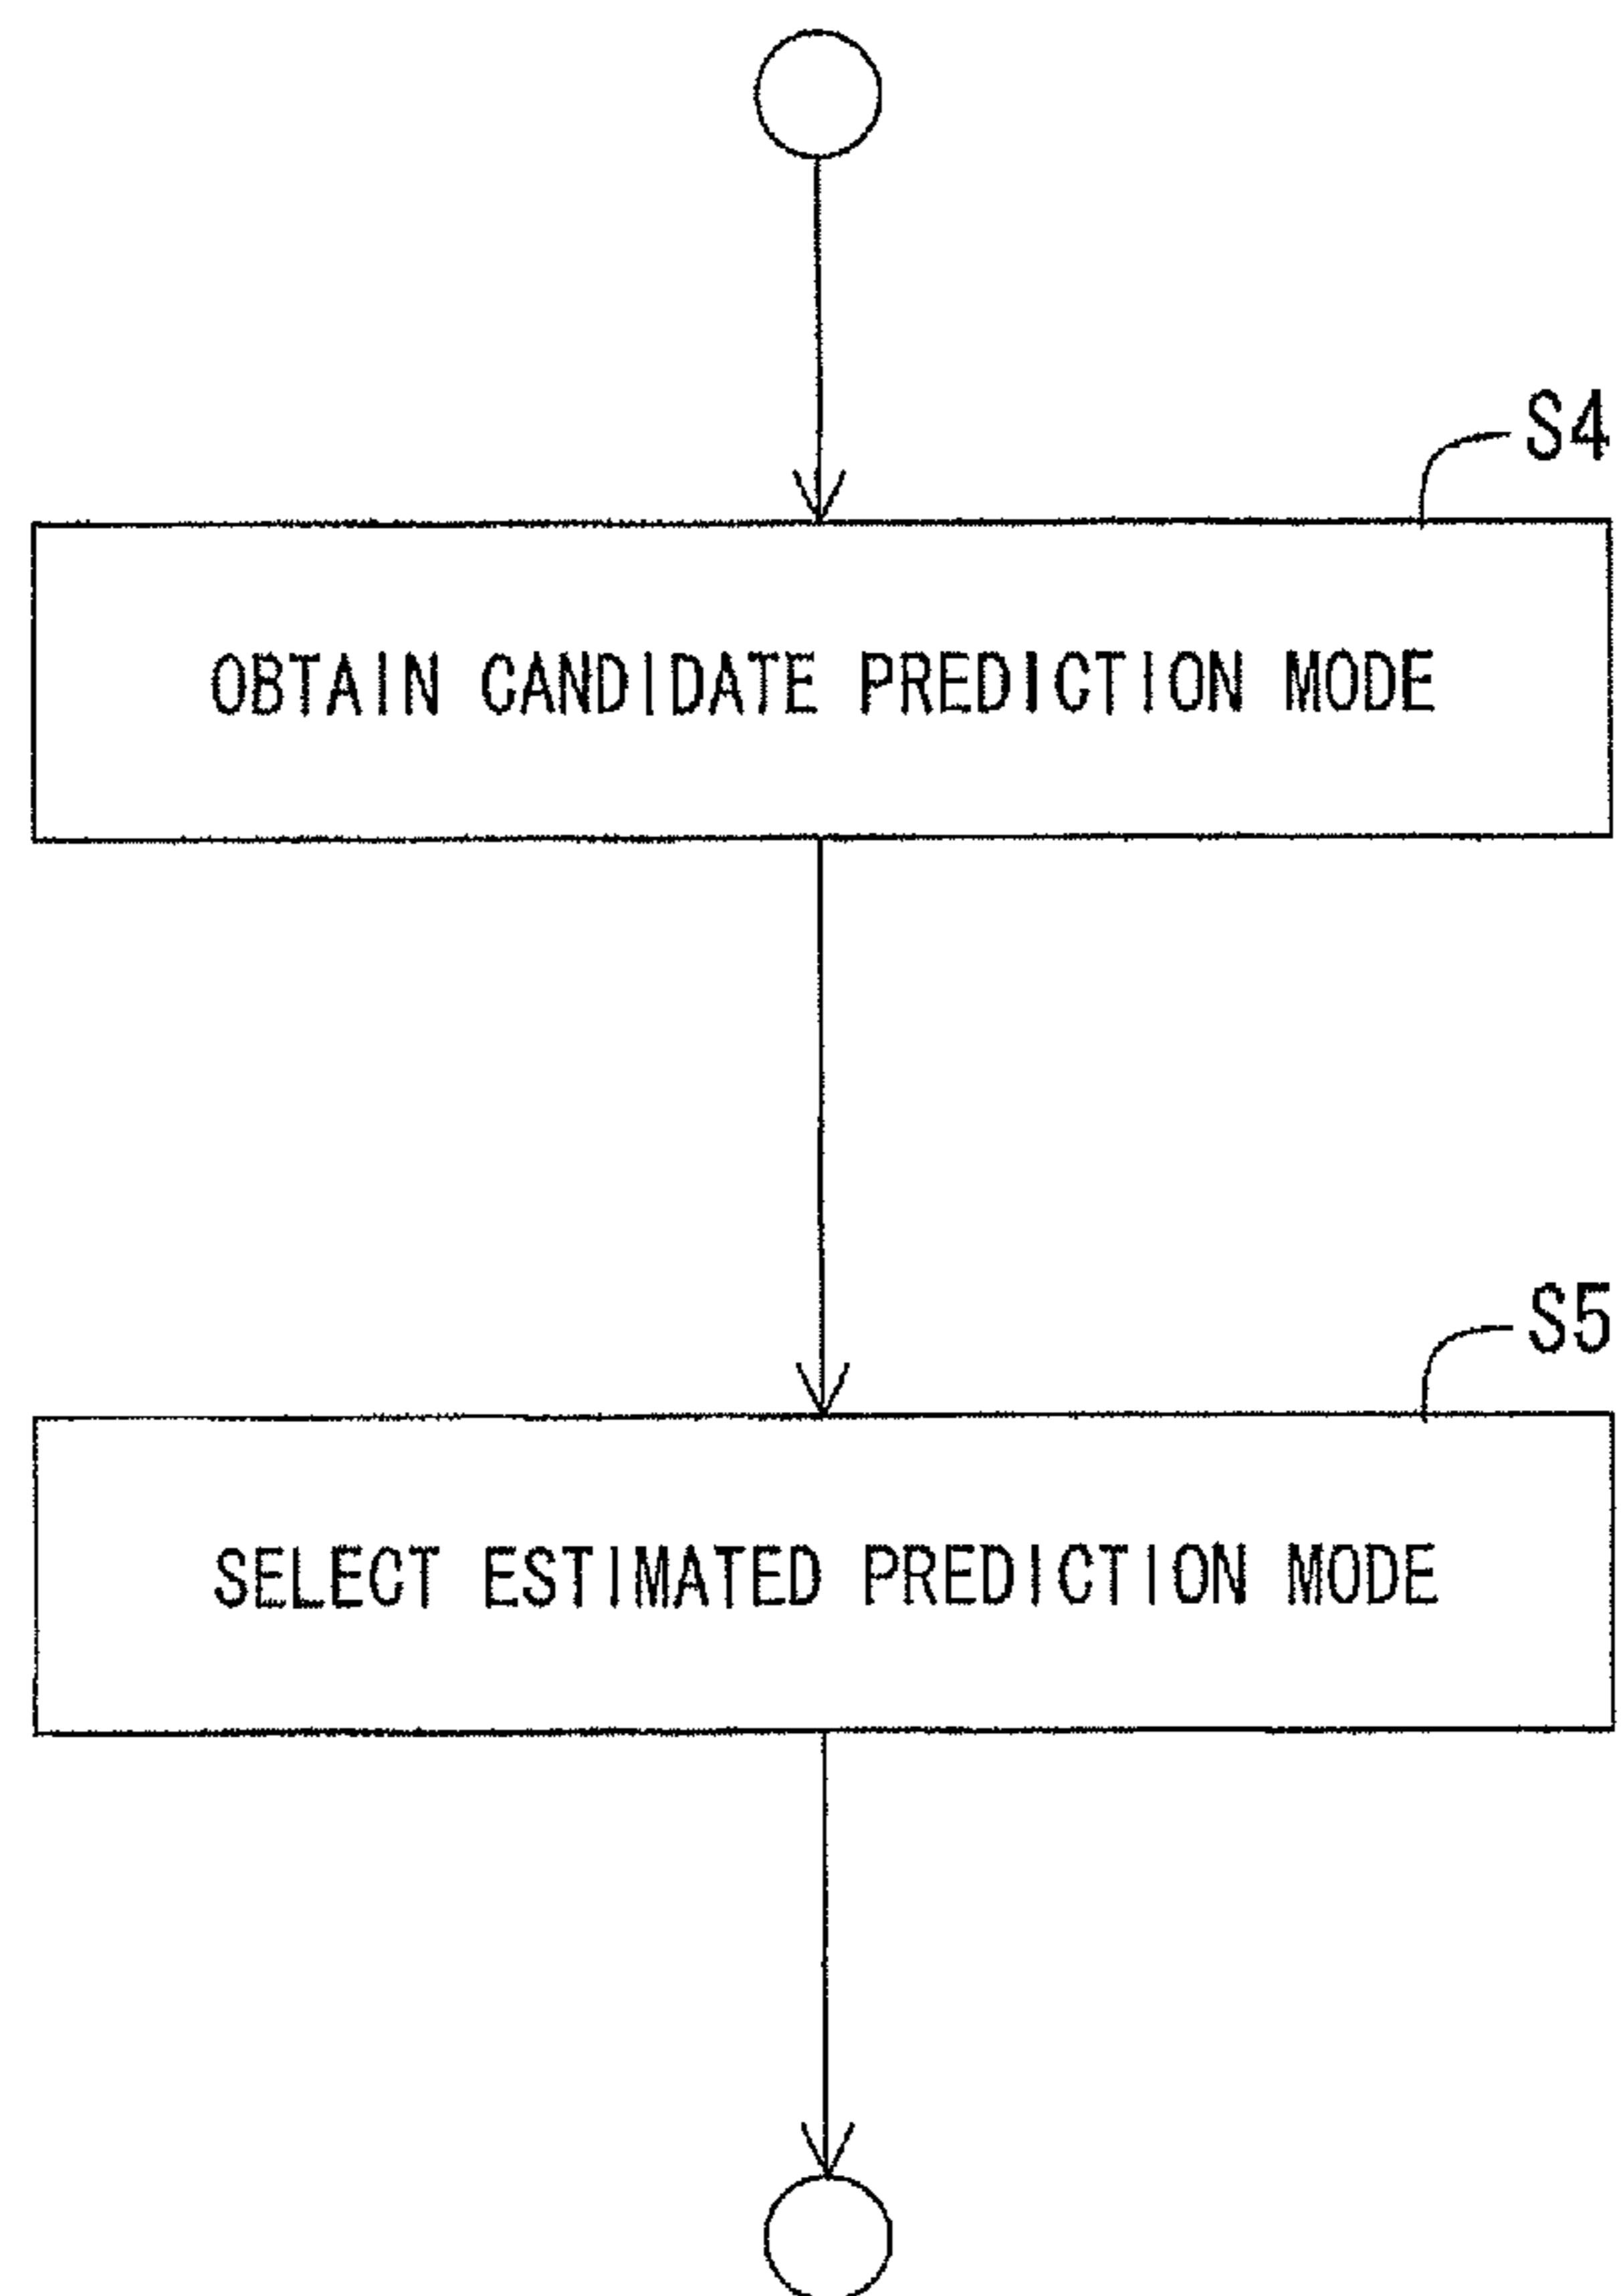 S4
OBTAIN CANDIDATE PREDICTION MODE
S5
SELECT ESTIMATED PREDICTION MODE